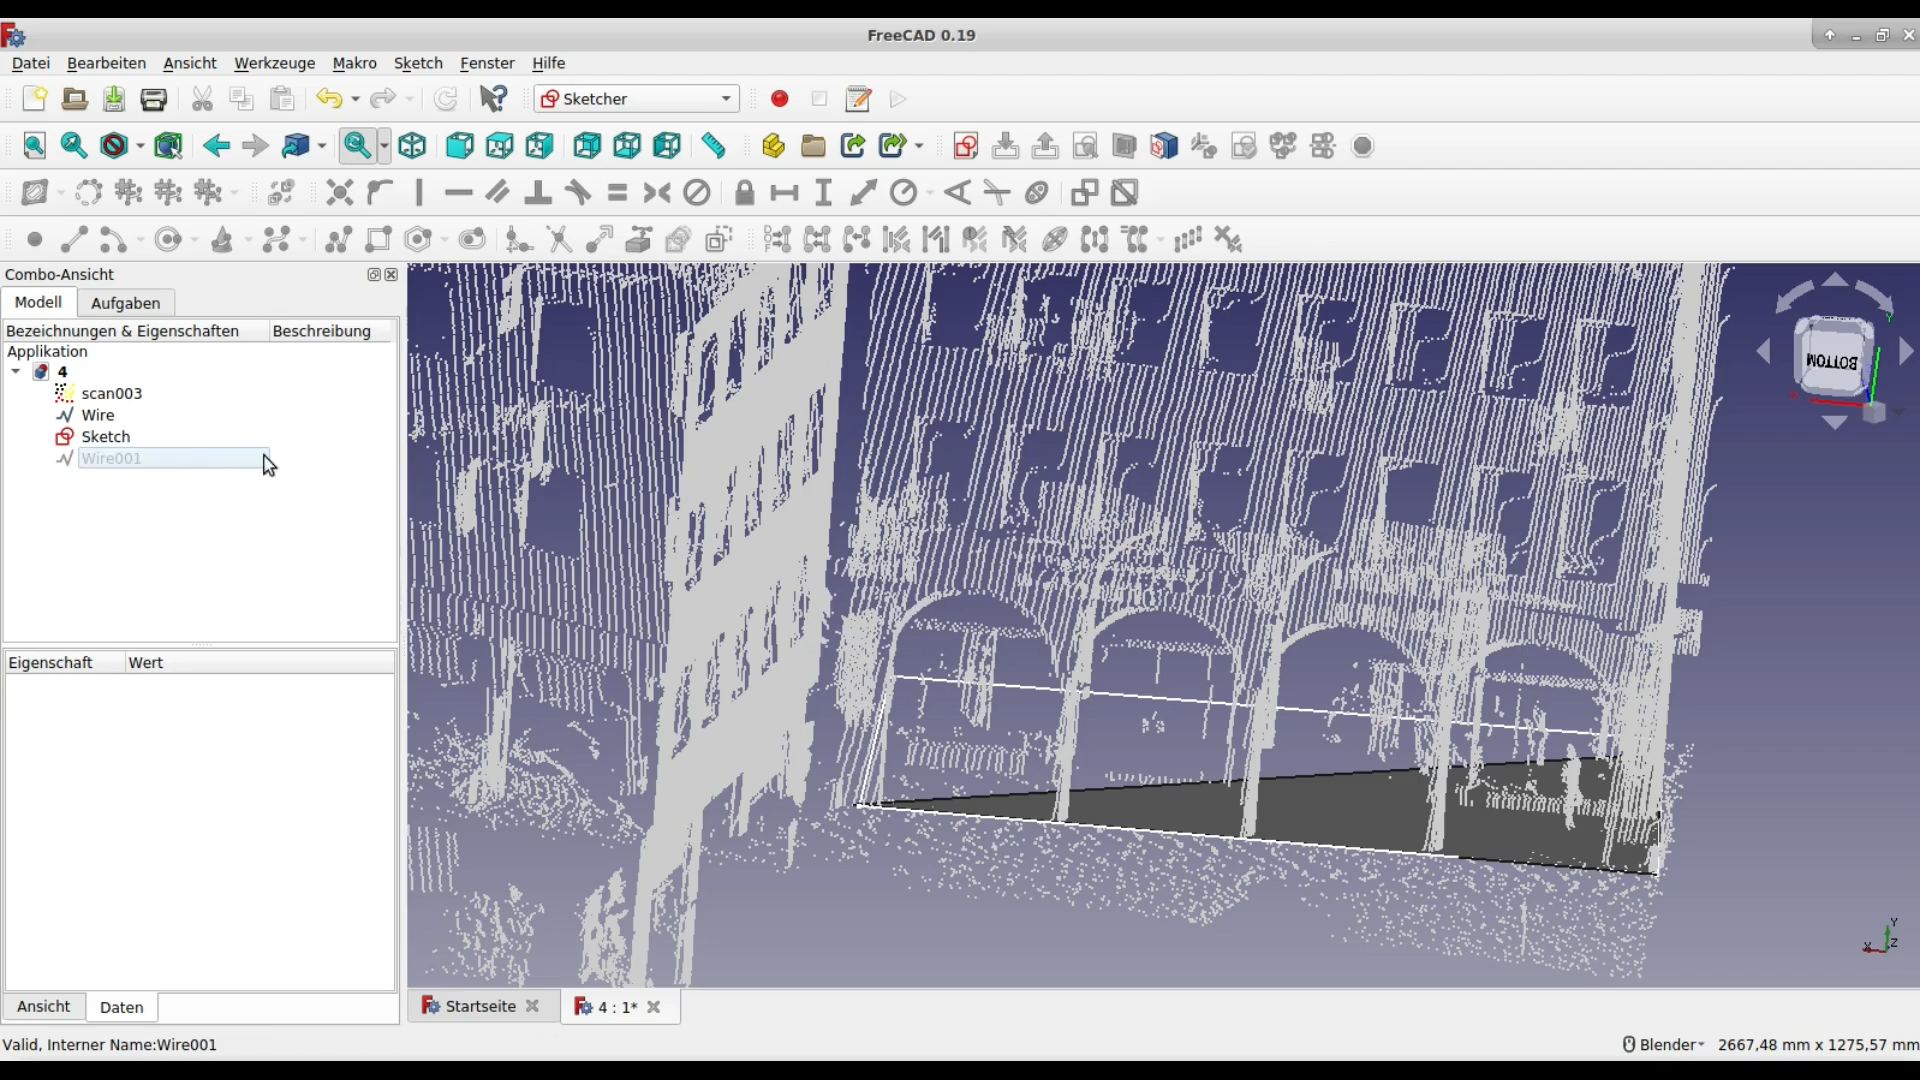 FreeCAD 0.19
Datei Bearbeiten Ansicht Werkzeuge Makro Sketch Fenster Hilfe
Sketcher
Combo-Ansicht
Modell Aufgaben
Bezeichnungen & Eigenschaften Beschreibung
Applikation
4
scan003
Wire
Sketch
Wire001
Eigenschaft Wert
Ansicht Daten
BOTTOM
Y
X
Y
X Z
Startseite 4 : 1*
Valid, Interner Name:Wire001
Blender 2667,48 mm x 1275,57 mm